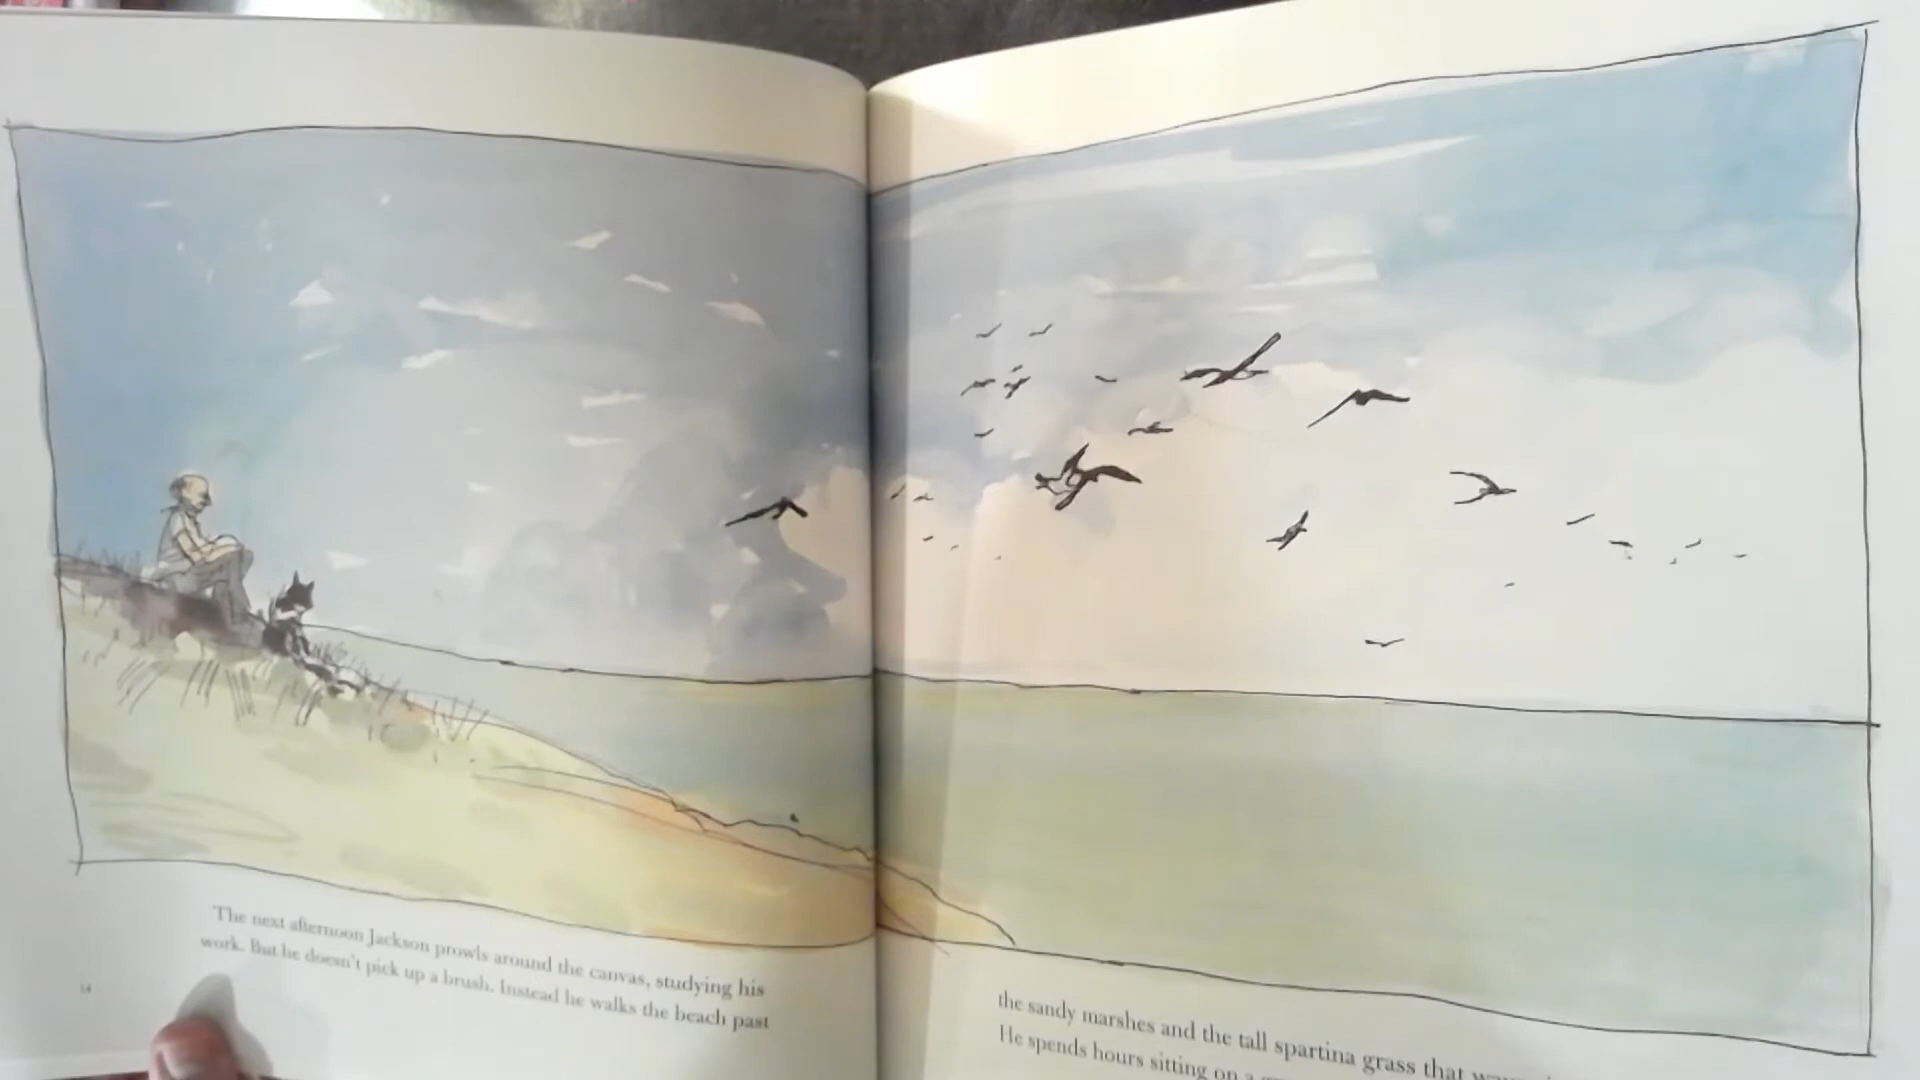 The next afternoon Jackson prowls around the canvas, studying his
work. But he doesn't pick up a brush. Instead he walks the beach past
14
the sandy marshes and the tall spartina grass that
He spends hours sitting on a